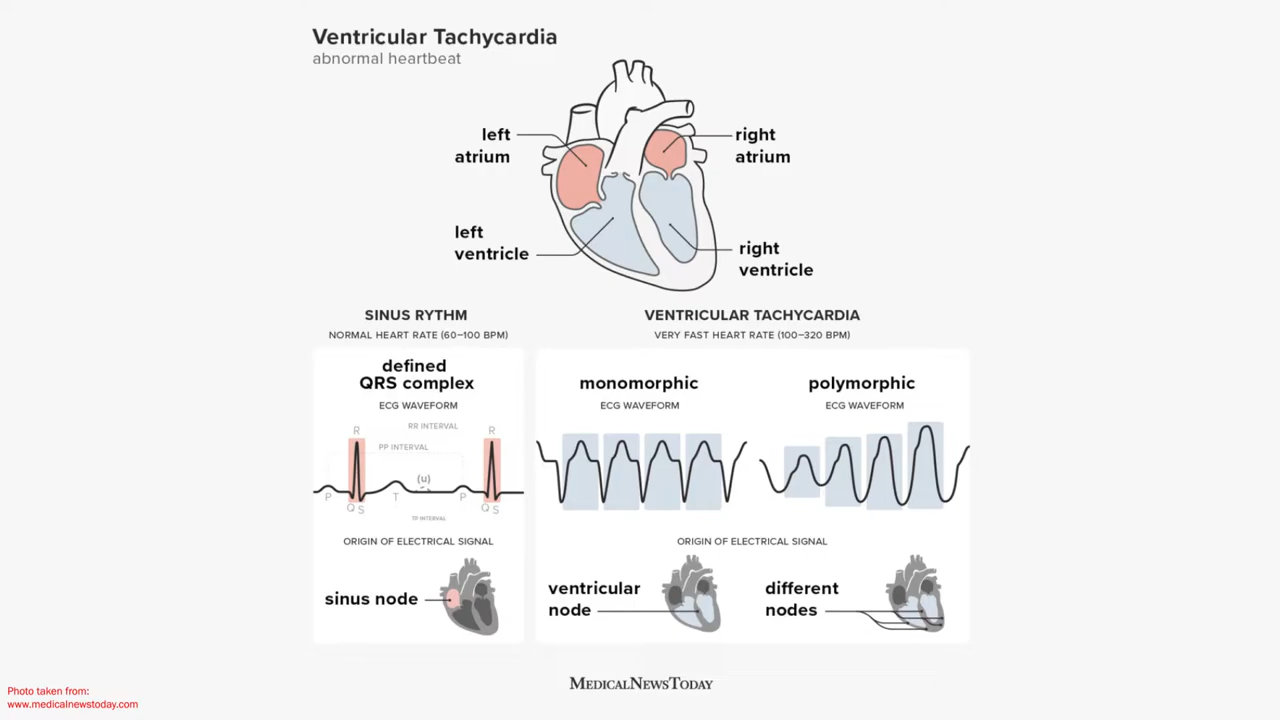 Ventricular Tachycardia
abnormal heartbeat
left
atrium
right
atrium
left
ventricle
right
ventricle
SINUS RYTHM
NORMAL HEART RATE (60–100 BPM)
defined
QRS complex
ECG WAVEFORM
RR INTERVAL
R
R
PP INTERVAL
(u)
P
T
P
Q
S
Q
S
TP INTERVAL
ORIGIN OF ELECTRICAL SIGNAL
sinus node
VENTRICULAR TACHYCARDIA
VERY FAST HEART RATE (100–320 BPM)
monomorphic
ECG WAVEFORM
polymorphic
ECG WAVEFORM
ORIGIN OF ELECTRICAL SIGNAL
ventricular
node
different
nodes
MEDICALNEWSTODAY
Photo taken from:
www.medicalnewstoday.com